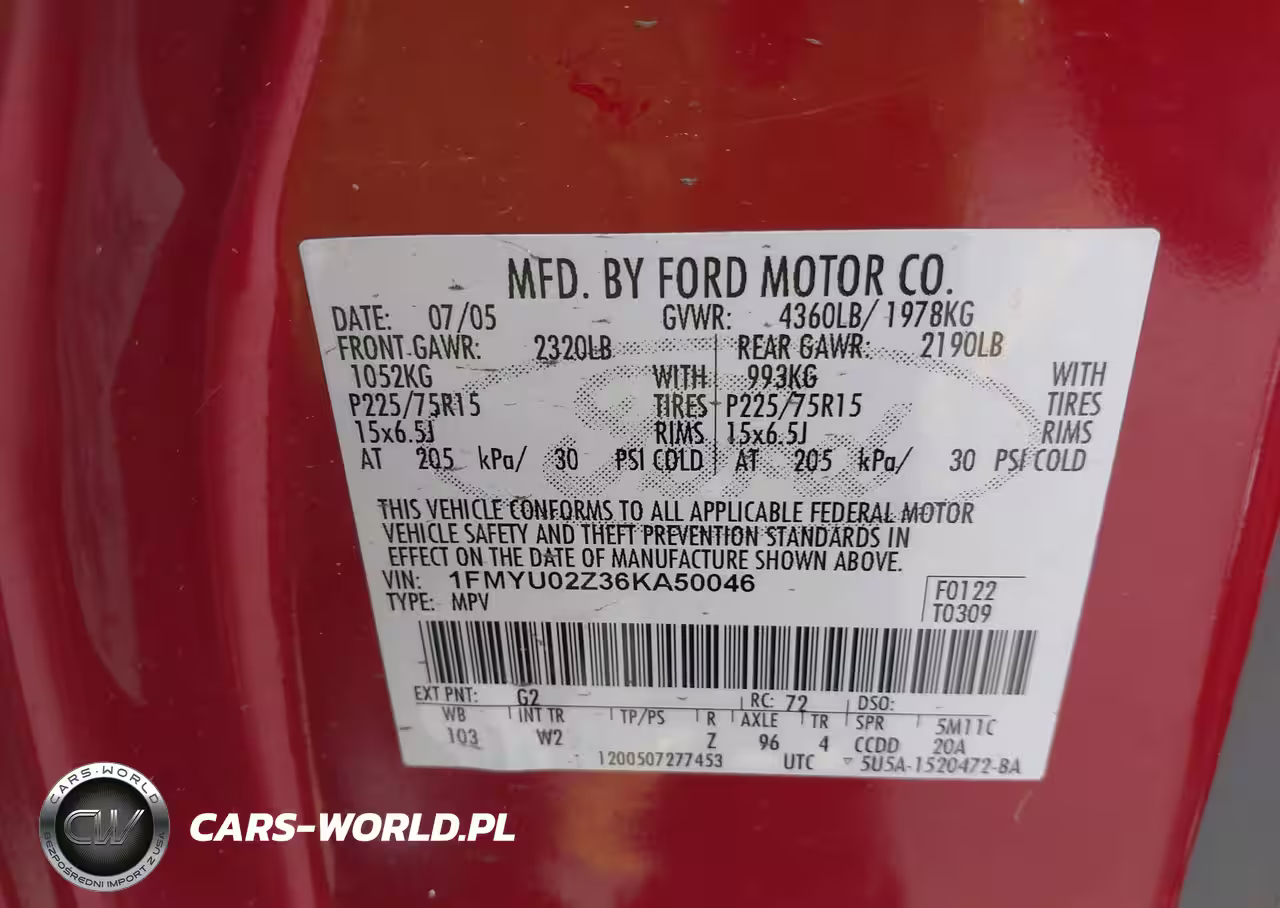 MFD. BY FORD MOTOR CO.
DATE: 07/05 GVWR: 4360LB/ 1978KG
FRONT GAWR: 2320LB REAR GAWR: 2190LB
1052KG WITH 993KG WITH
P225/75R15 TIRES P225/75R15 TIRES
15x6.5J RIMS 15x6.5J RIMS
AT 205 kPa/ 30 PSI COLD AT 205 kPa/ 30 PSI COLD
THIS VEHICLE CONFORMS TO ALL APPLICABLE FEDERAL MOTOR
VEHICLE SAFETY AND THEFT PREVENTION STANDARDS IN
EFFECT ON THE DATE OF MANUFACTURE SHOWN ABOVE.
VIN: 1FMYU02Z36KA50046
TYPE: MPV
F0122
T0309
EXT PNT: G2 RC: 72 DSO:
WB INT TR TP/PS R AXLE TR SPR 5M11C
103 W2 Z 96 4 CCDD 20A
1200507277453 UTC ▽ 5U5A-1520472-BA
CARS-WORLD
CW
BEZPOŚREDNI IMPORT Z USA
CARS-WORLD.PL